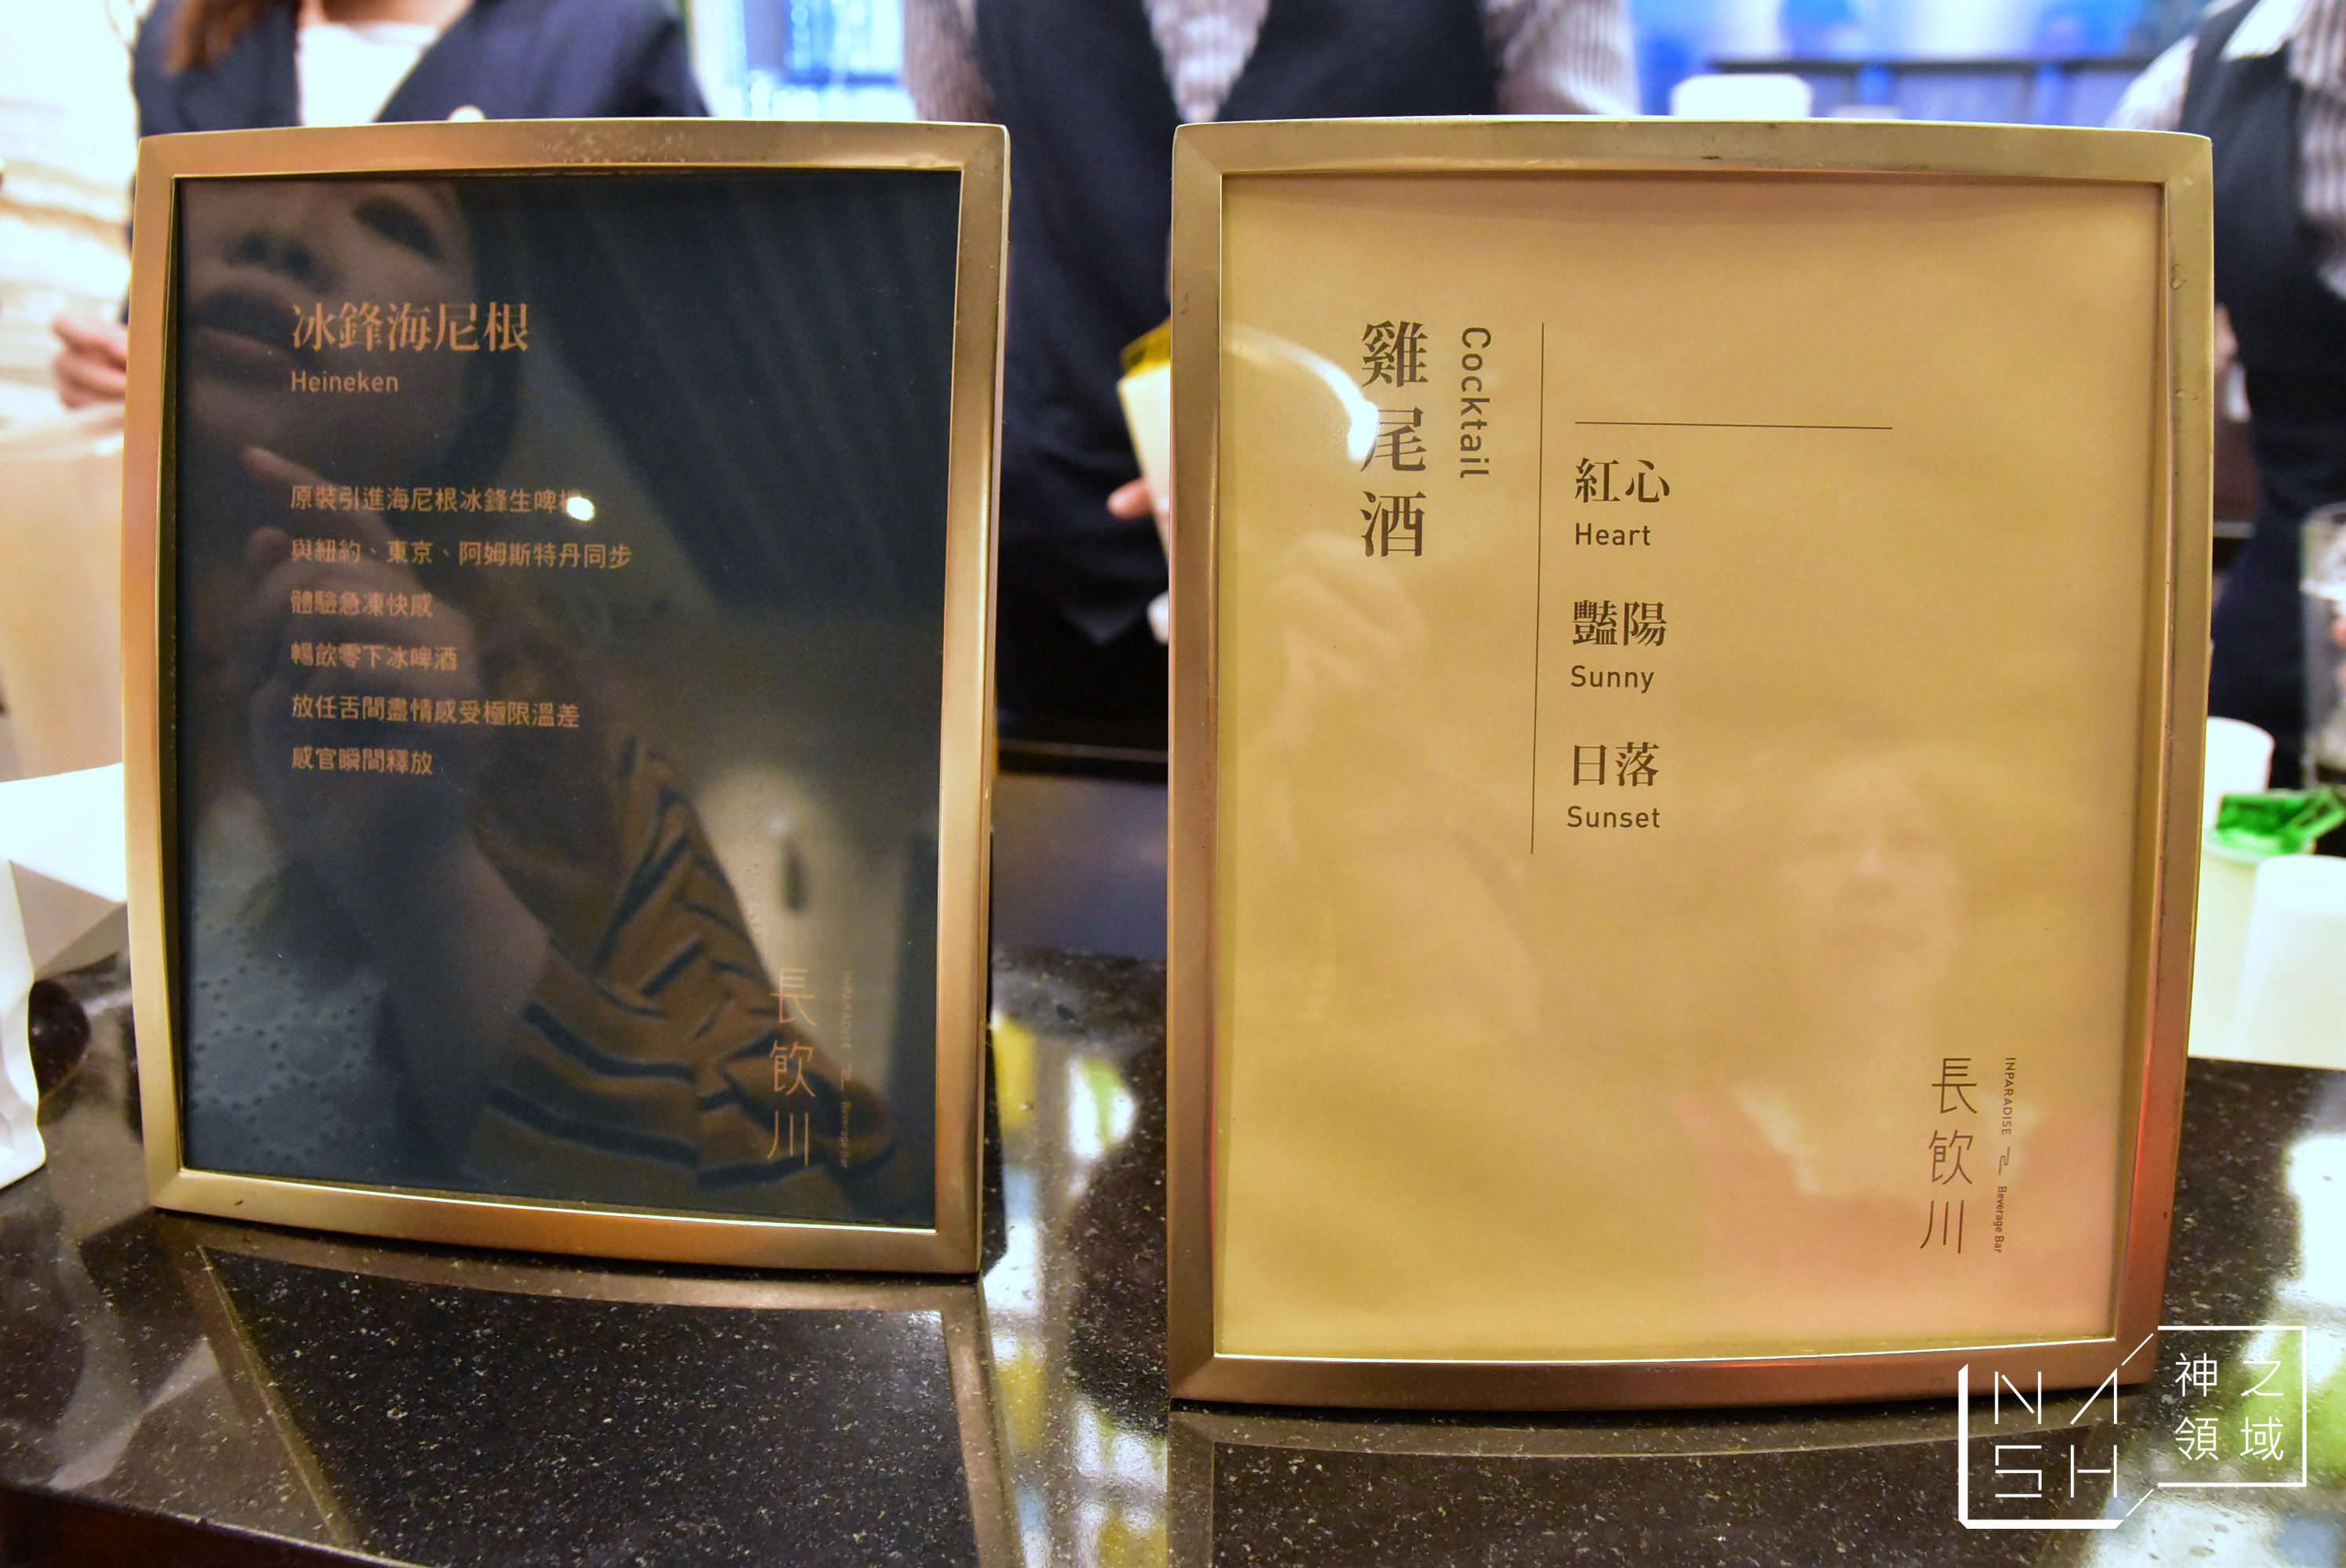 冰鋒海尼根
Heineken
原裝引進海尼根冰鋒生啤
與紐約、東京、阿姆斯特丹同步
體驗急凍快感
暢飲零下冰啤酒
放任舌間盡情感受極限溫差
感官瞬間釋放
長飲川
INPARADISE
Beverage Bar
雞尾酒
Cocktail
紅心
Heart
豔陽
Sunny
日落
Sunset
長飲川
INPARADISE
Beverage Bar
NASH
神之
領域